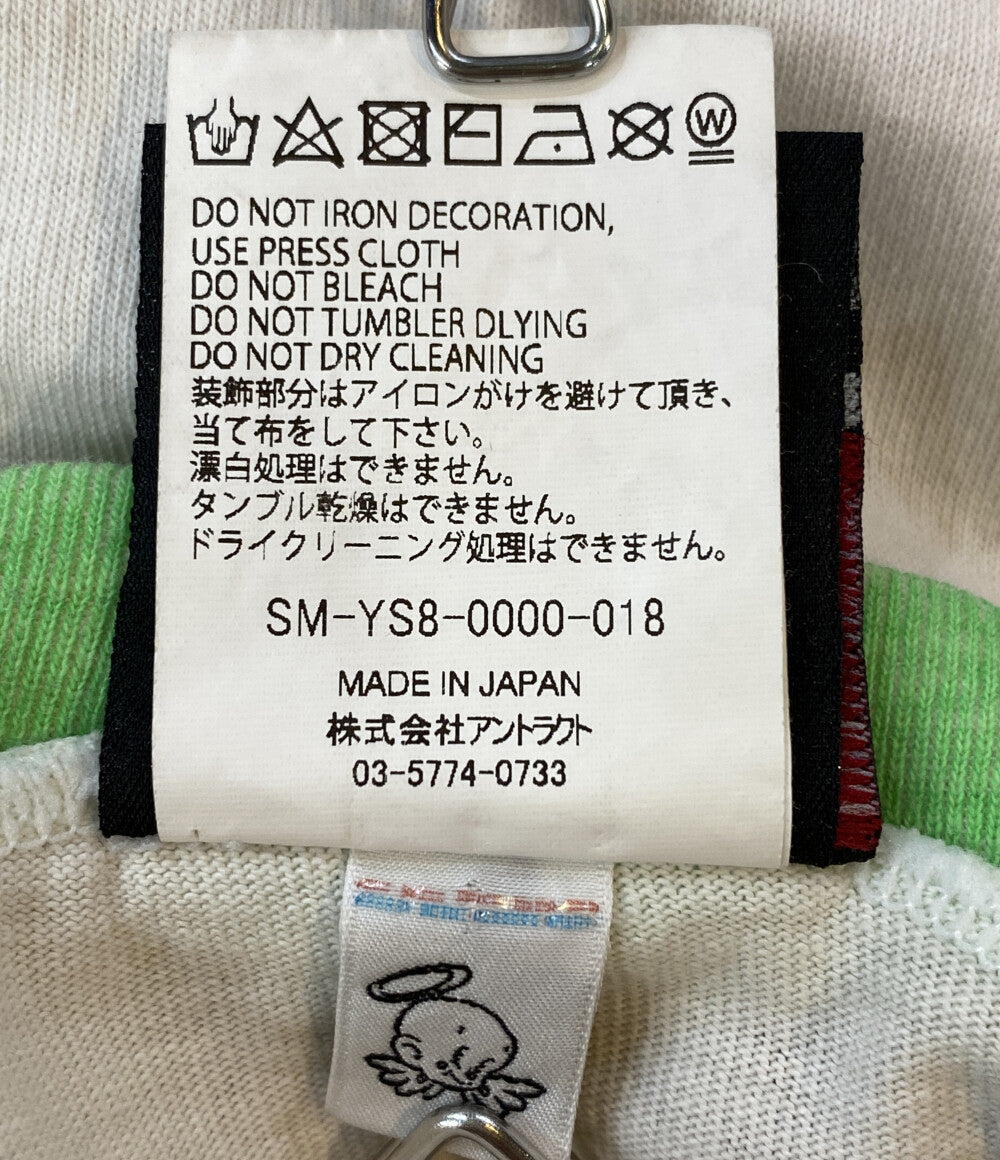 W
DO NOT IRON DECORATION,
USE PRESS CLOTH
DO NOT BLEACH
DO NOT TUMBLER DLYING
DO NOT DRY CLEANING
装飾部分はアイロンがけを避けて頂き、
当て布をして下さい。
漂白処理はできません。
タンブル乾燥はできません。
ドライクリーニング処理はできません。
SM-YS8-0000-018
MADE IN JAPAN
株式会社アントラクト
03-5774-0733